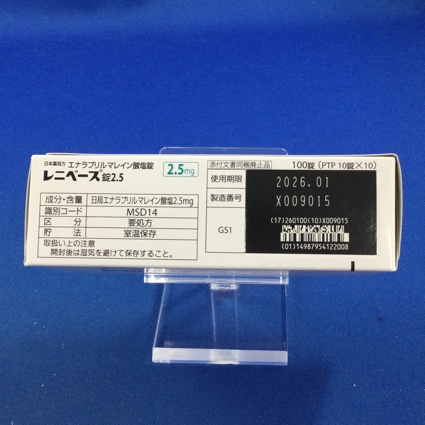 日本薬局方 エナラプリルマレイン酸塩錠
レニベース錠2.5
2.5mg
成分・含量 日局エナラプリルマレイン酸塩2.5mg
識別コード MSD14
区分 要処方
貯法 室温保存
取扱い上の注意
開封後は湿気を避けて保存すること。
添付文書同梱廃止品 100錠 (PTP 10錠×10)
使用期限 2026.01
製造番号 X009015
GS1
(17)260100(10)X009015
(01)14987954122008